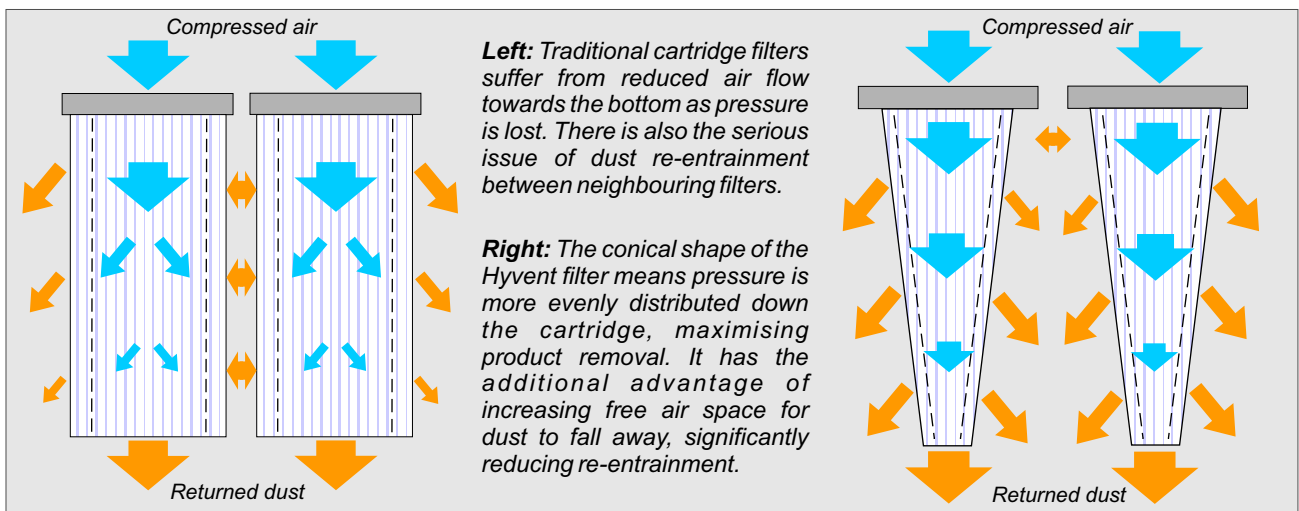 Compressed air
Left: Traditional cartridge filters
suffer from reduced air flow
towards the bottom as pressure
is lost. There is also the serious
issue of dust re-entrainment
between neighbouring filters.
Right: The conical shape of the
Hyvent filter means pressure is
more evenly distributed down
the cartridge, maximising
product removal. It has the
additional advantage of
increasing free air space for
dust to fall away, significantly
reducing re-entrainment.
Returned dust
Compressed air
Returned dust